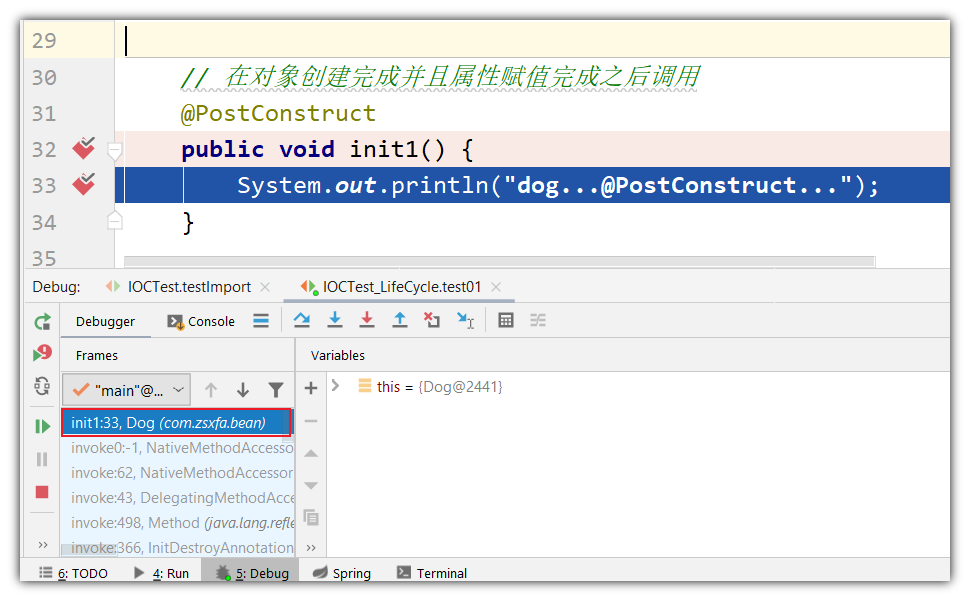 29
30 // 在对象创建完成并且属性赋值完成之后调用
31 @PostConstruct
32 public void init1() {
33 System.out.println("dog...@PostConstruct...");
34 }
35
Debug: IOCTest.testImport IOCTest_LifeCycle.test01
Debugger Console
9
Frames Variables
"main"@... this = {Dog@2441}
init1:33, Dog (com.zsxfa.bean)
invoke0:-1, NativeMethodAccesso
invoke:62, NativeMethodAccessor
invoke:43, DelegatingMethodAcce
invoke:498, Method (java.lang.refle
invoke:366, InitDestroyAnnotation
6: TODO 4: Run 5: Debug Spring Terminal